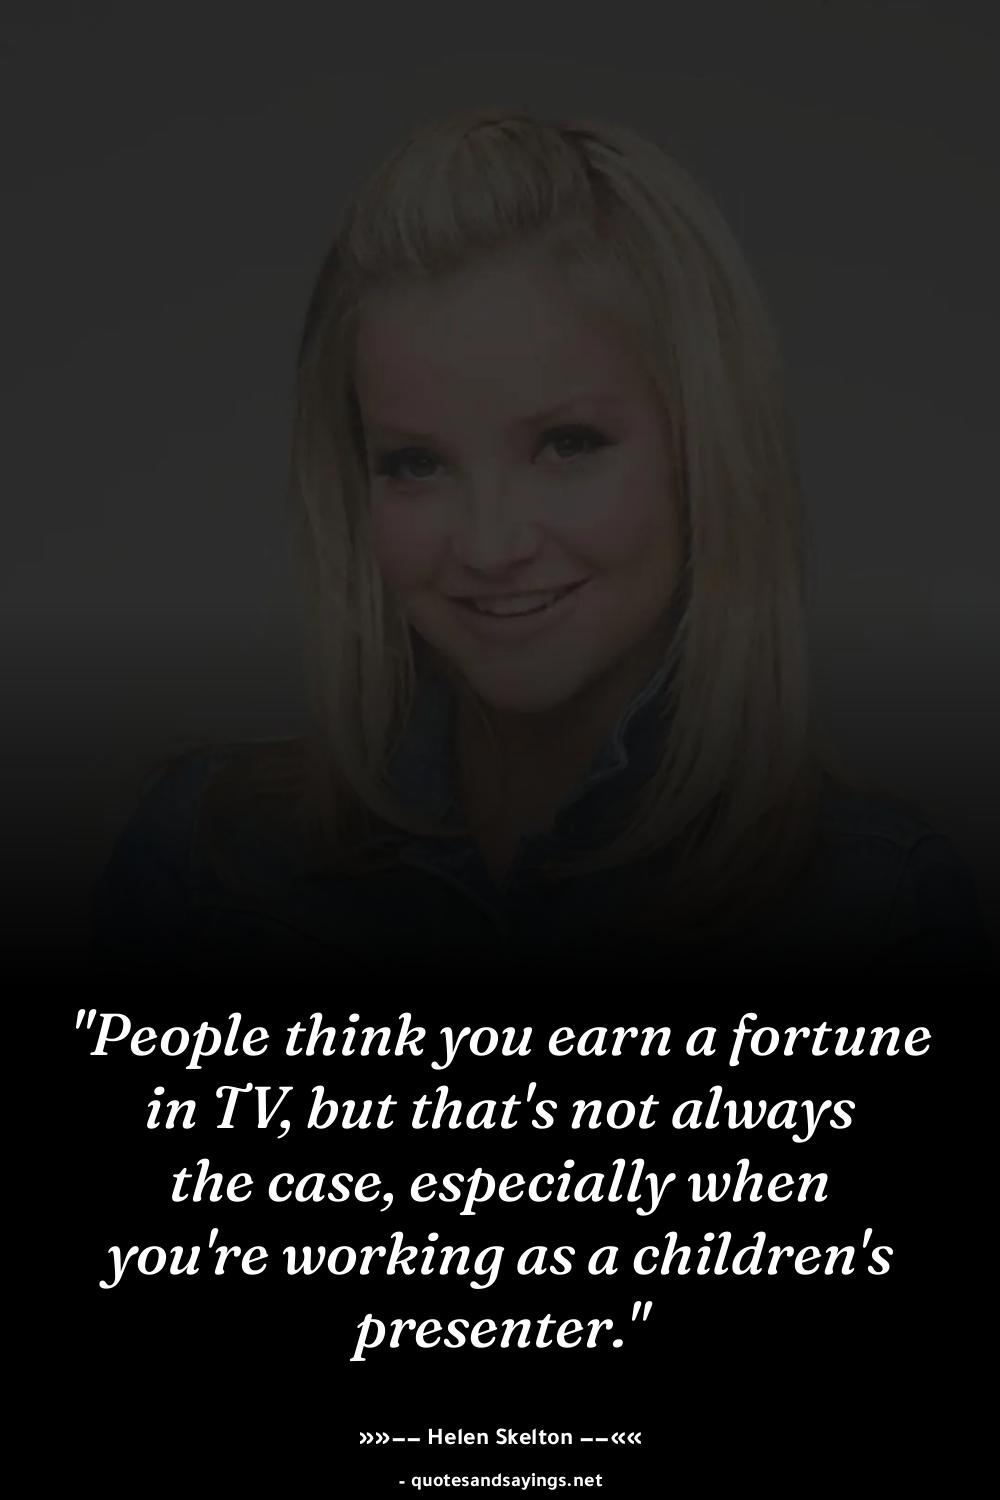 "People think you earn a fortune
in TV, but that's not always
the case, especially when
you're working as a children's
presenter."
»»−− Helen Skelton −−««
- quotesandsayings.net